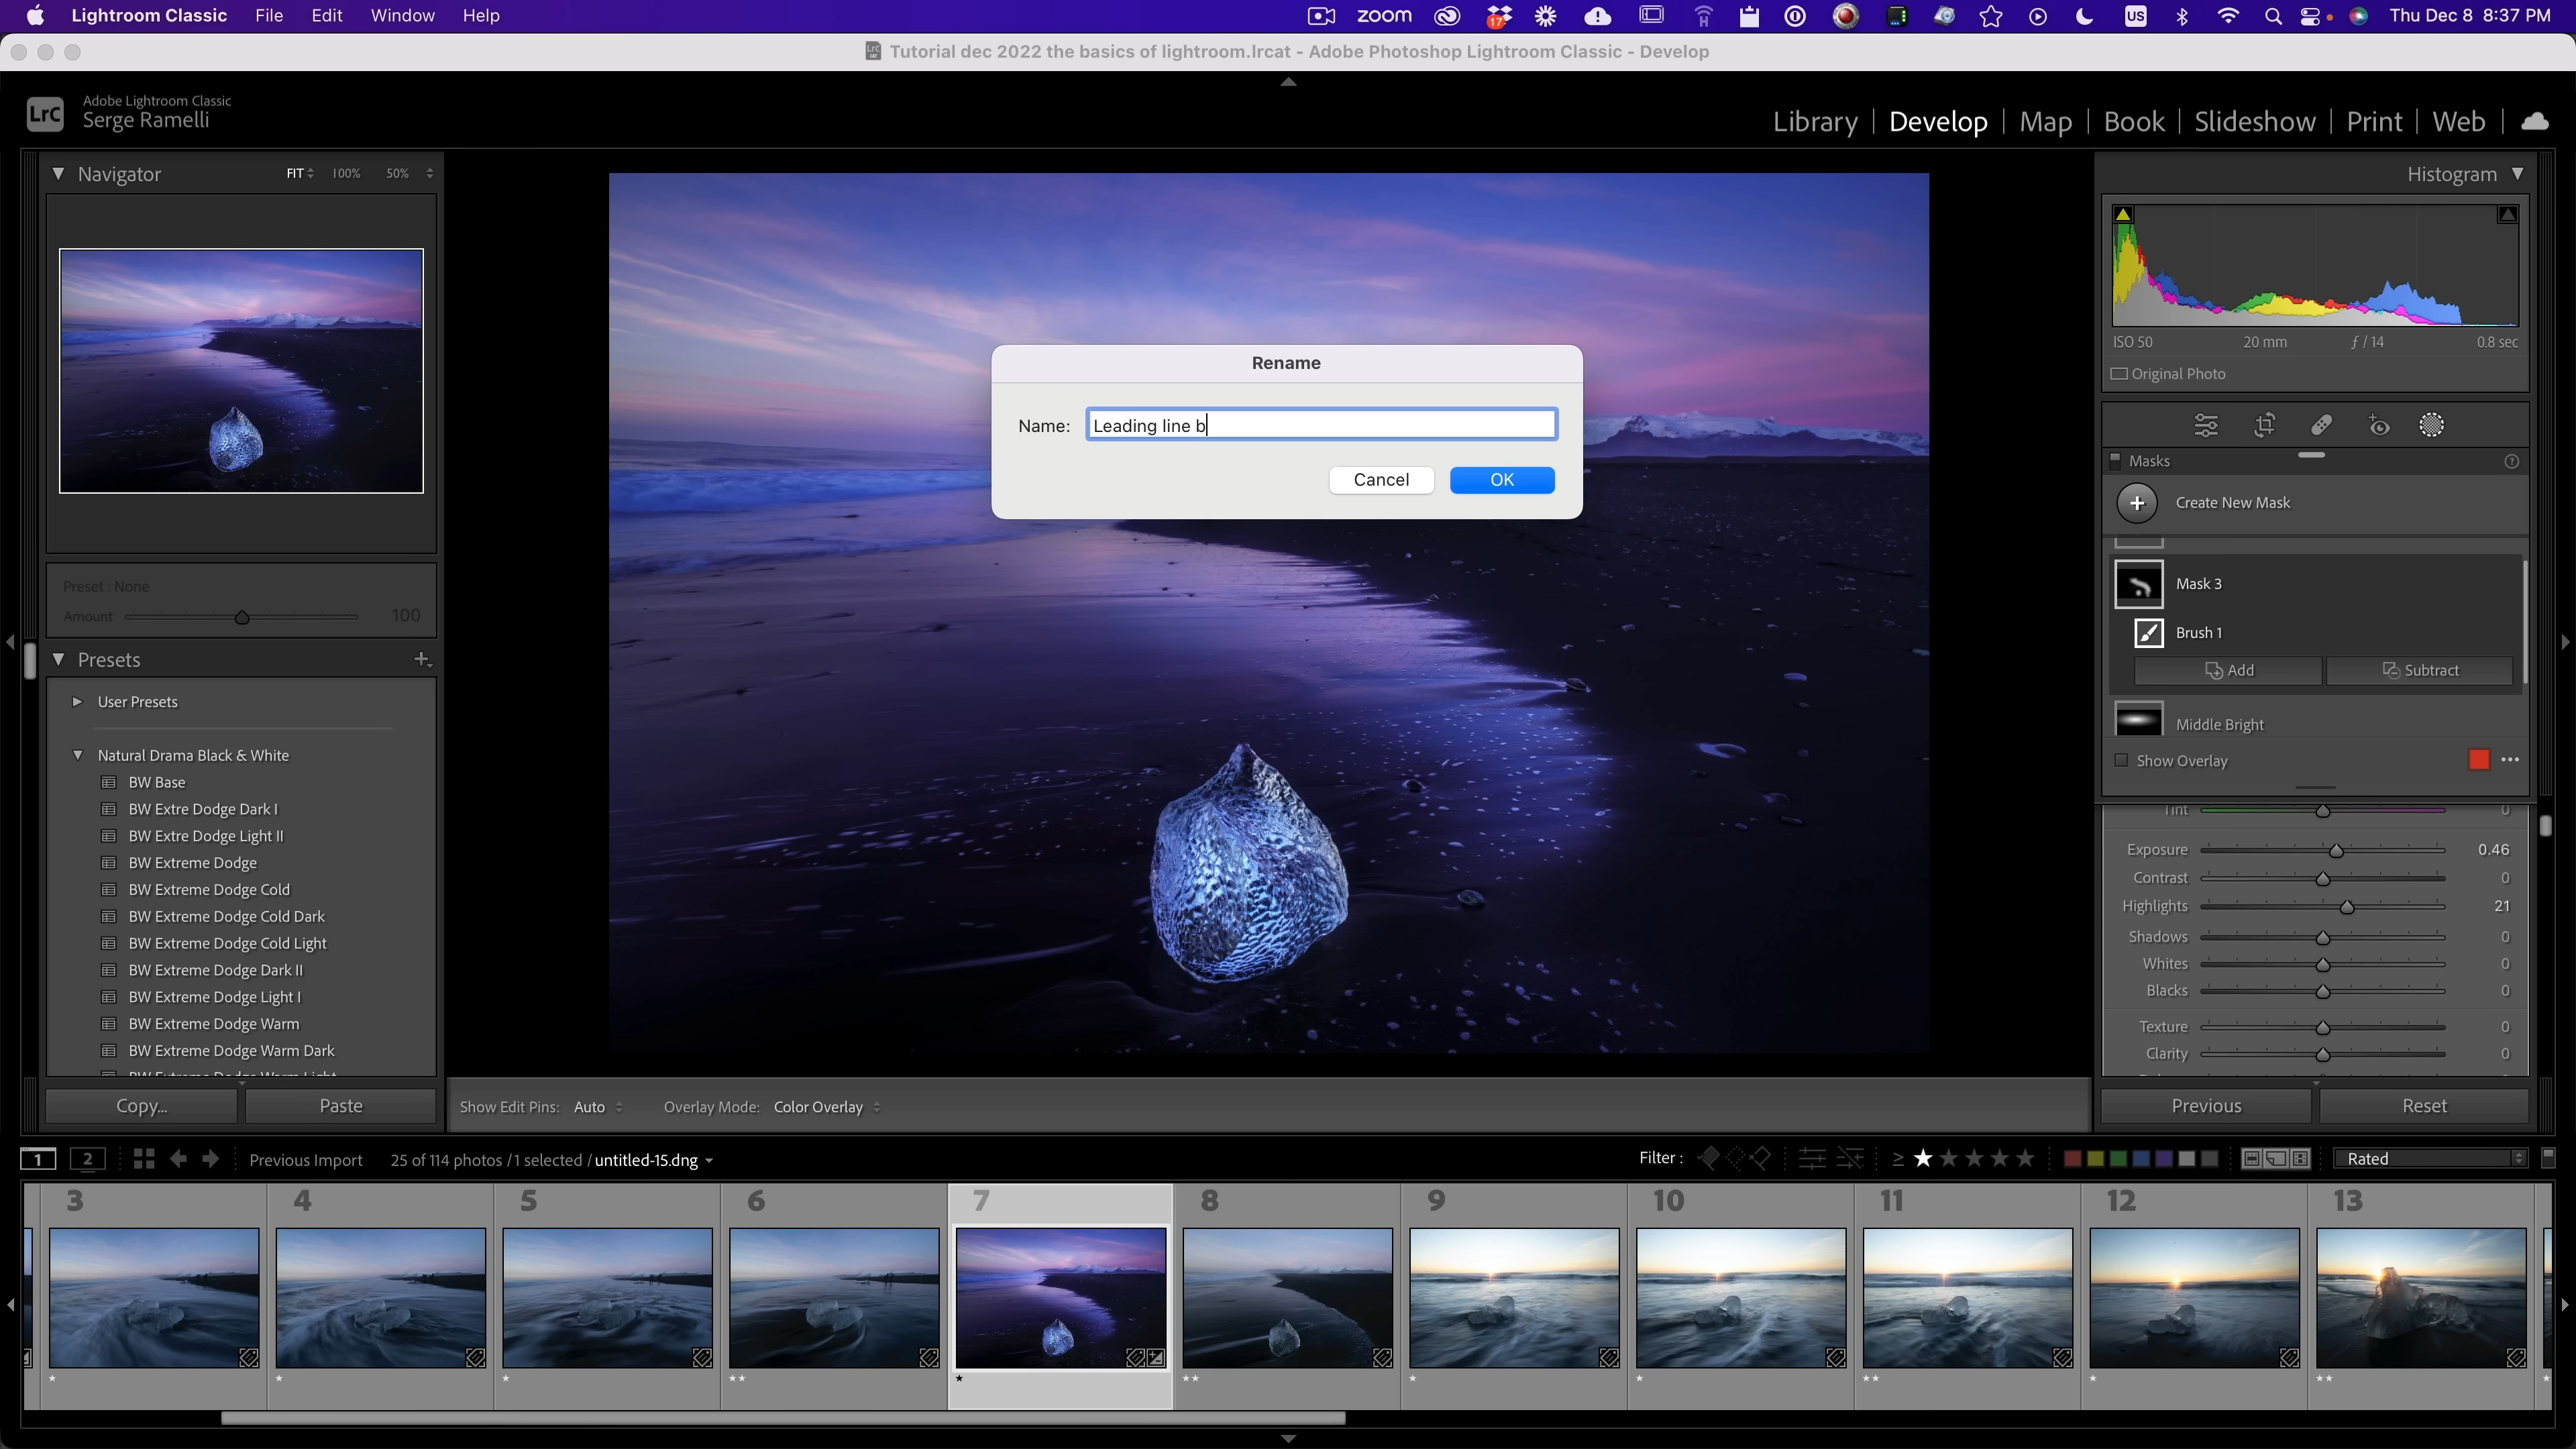 Lightroom Classic File Edit Window Help zoom 17 US Thu Dec 8 8:37 PM
Tutorial dec 2022 the basics of lightroom.lrcat - Adobe Photoshop Lightroom Classic - Develop
LrC
Adobe Lightroom Classic
Serge Ramelli
Library | Develop | Map | Book | Slideshow | Print | Web |
Navigator FIT 100% 50%
Preset : None
Amount 100
Presets
User Presets
Natural Drama Black & White
BW Base
BW Extre Dodge Dark I
BW Extre Dodge Light II
BW Extreme Dodge
BW Extreme Dodge Cold
BW Extreme Dodge Cold Dark
BW Extreme Dodge Cold Light
BW Extreme Dodge Dark II
BW Extreme Dodge Light I
BW Extreme Dodge Warm
BW Extreme Dodge Warm Dark
BW Extreme Dodge Warm Light
Copy... Paste
Rename
Name: Leading line b
Cancel OK
Show Edit Pins: Auto Overlay Mode: Color Overlay
Histogram
ISO 50 20 mm ƒ / 14 0.8 sec
Original Photo
Masks
Create New Mask
Mask 3
Brush 1
Add Subtract
Middle Bright
Show Overlay
Tint 0
Exposure 0.46
Contrast 0
Highlights 21
Shadows 0
Whites 0
Blacks 0
Texture 0
Clarity 0
Previous Reset
1 2 Previous Import 25 of 114 photos / 1 selected / untitled-15.dng Filter : ≥ Rated
3 4 5 6 7 8 9 10 11 12 13